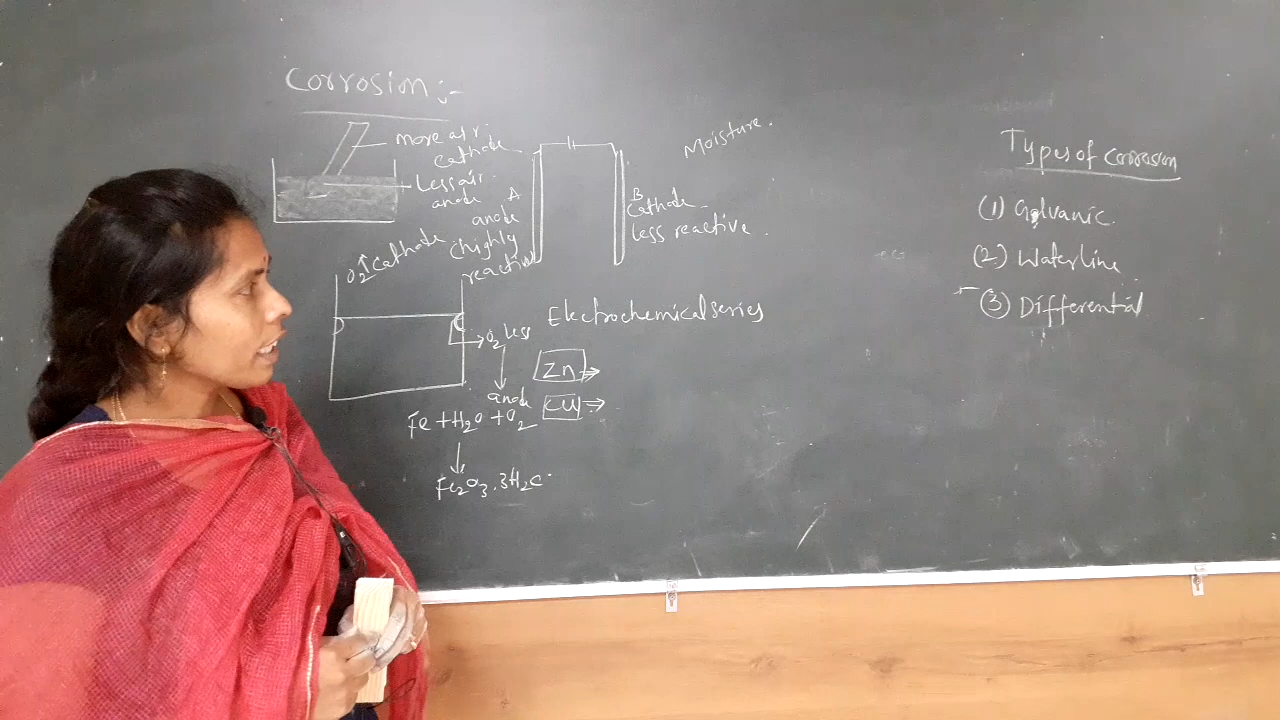 Corrosion :-
more air.
cathode
Less air.
anode
A
anode
(highly
reactive
B
Cathode
less reactive.
Moisture.
O2↑ Cathode
O2 less
anode
Fe + H2O + O2
Fe2O3.3H2O
Electrochemical series
Zn
Cu
Types of corrosion
(1) Galvanic
(2) Waterline
(3) Differential